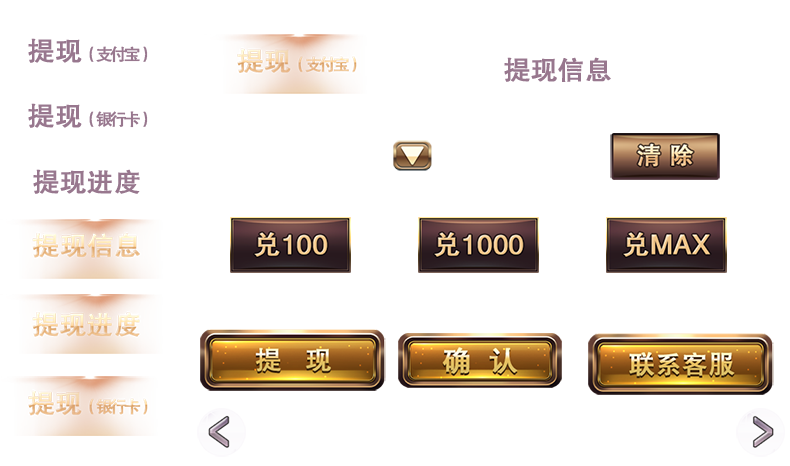 提现（支付宝）
提现（支付宝）
提现信息
提现（银行卡）
清除
提现进度
提现信息
兑100
兑1000
兑MAX
提现进度
提现
确认
联系客服
提现（银行卡）